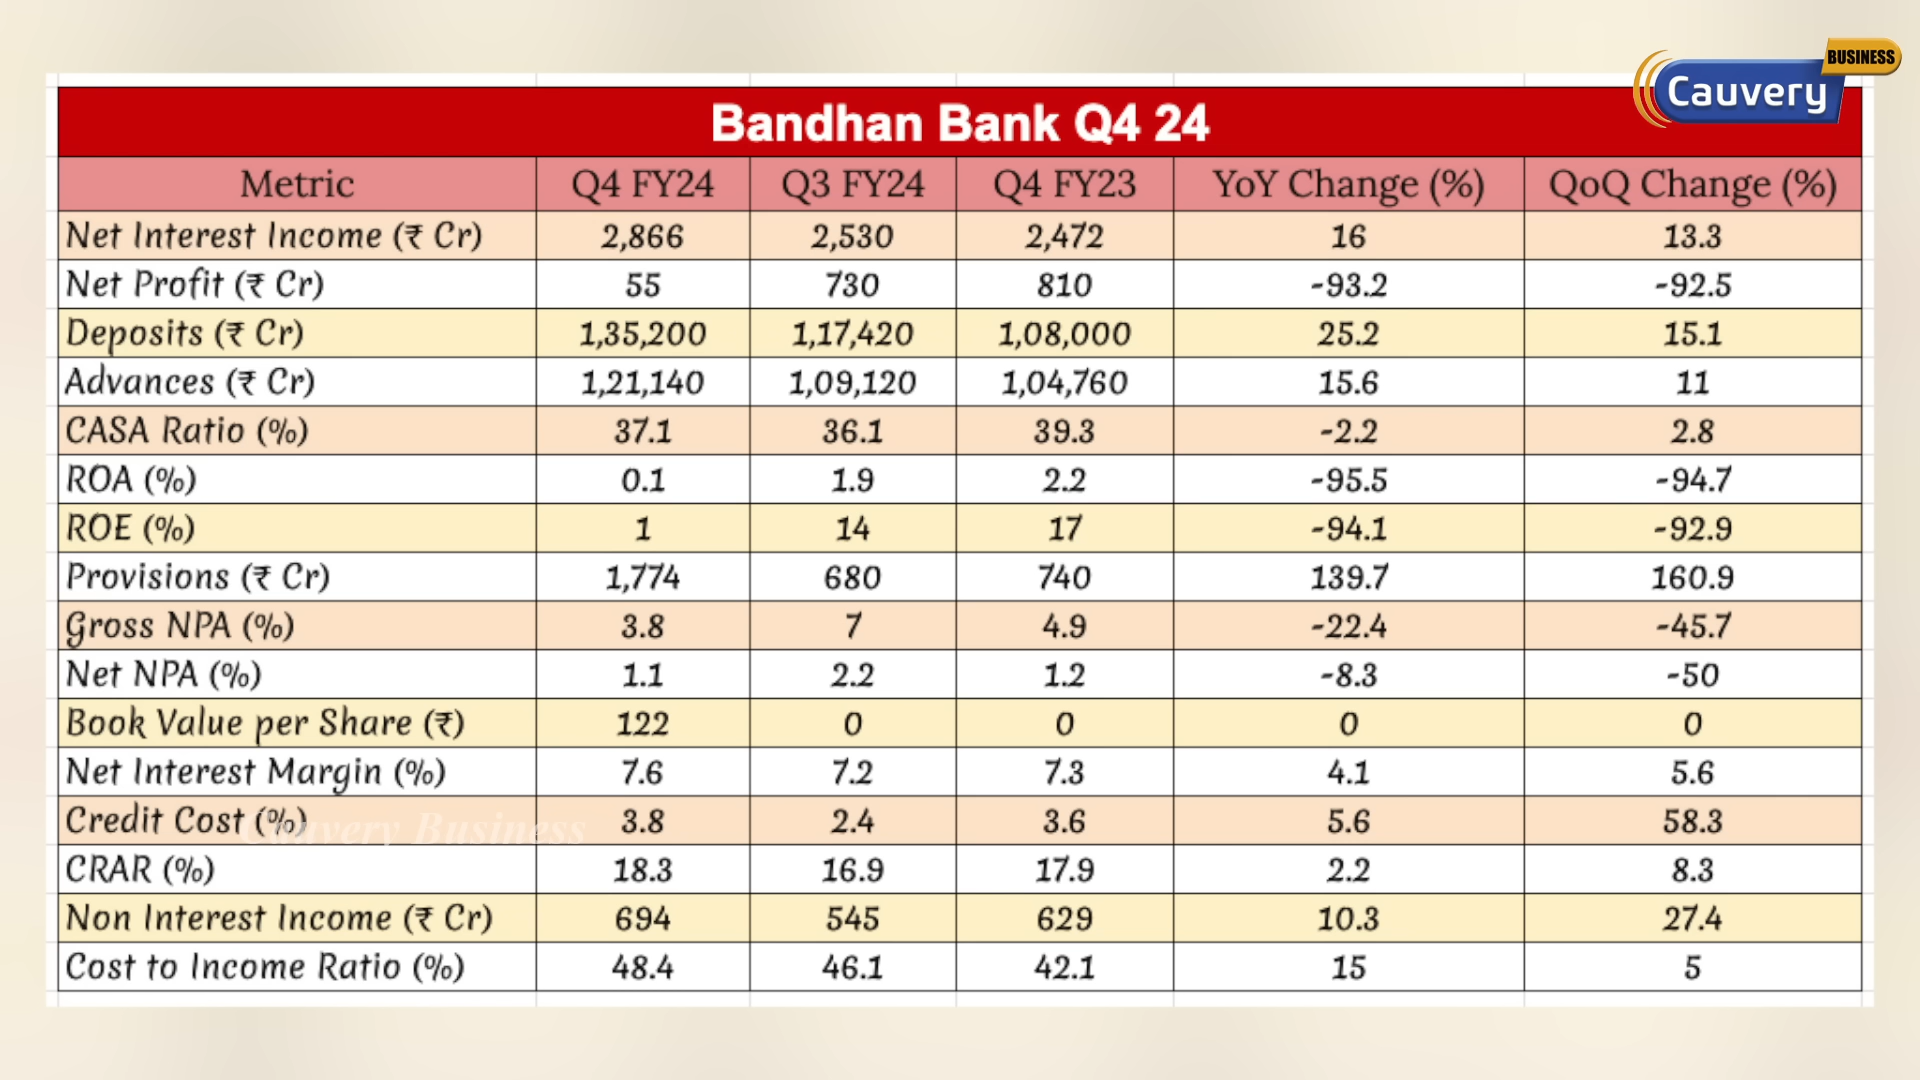 BUSINESS
Cauvery
Bandhan Bank Q4 24
Metric Q4 FY24 Q3 FY24 Q4 FY23 YoY Change (%) QoQ Change (%)
Net Interest Income (₹ Cr) 2,866 2,530 2,472 16 13.3
Net Profit (₹ Cr) 55 730 810 -93.2 -92.5
Deposits (₹ Cr) 1,35,200 1,17,420 1,08,000 25.2 15.1
Advances (₹ Cr) 1,21,140 1,09,120 1,04,760 15.6 11
CASA Ratio (%) 37.1 36.1 39.3 -2.2 2.8
ROA (%) 0.1 1.9 2.2 -95.5 -94.7
ROE (%) 1 14 17 -94.1 -92.9
Provisions (₹ Cr) 1,774 680 740 139.7 160.9
Gross NPA (%) 3.8 7 4.9 -22.4 -45.7
Net NPA (%) 1.1 2.2 1.2 -8.3 -50
Book Value per Share (₹) 122 0 0 0 0
Net Interest Margin (%) 7.6 7.2 7.3 4.1 5.6
Credit Cost (%) 3.8 2.4 3.6 5.6 58.3
Cauvery Business
CRAR (%) 18.3 16.9 17.9 2.2 8.3
Non Interest Income (₹ Cr) 694 545 629 10.3 27.4
Cost to Income Ratio (%) 48.4 46.1 42.1 15 5